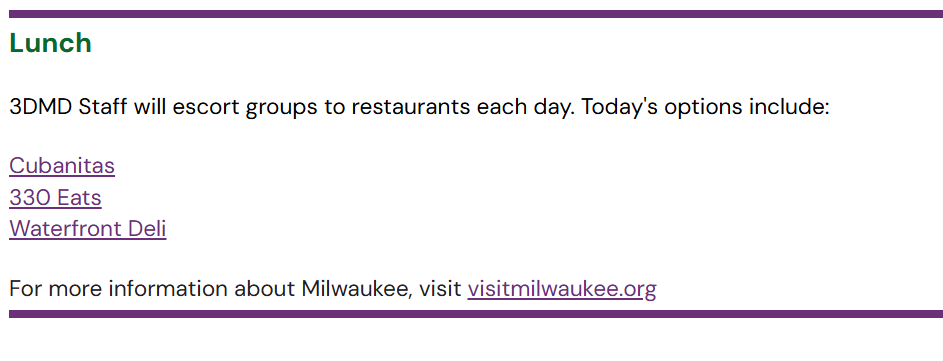 Lunch
3DMD Staff will escort groups to restaurants each day. Today's options include:
Cubanitas
330 Eats
Waterfront Deli
For more information about Milwaukee, visit visitmilwaukee.org